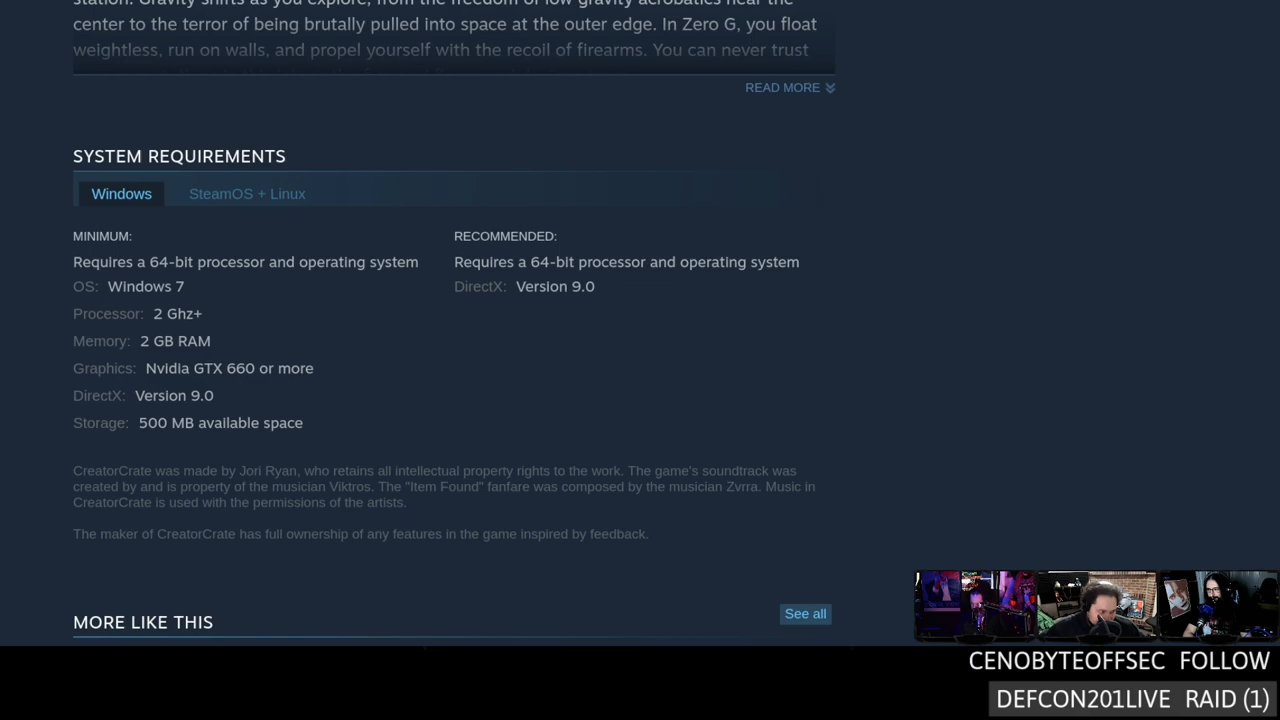 station. Gravity shifts as you explore, from the freedom of low gravity acrobatics near the
center to the terror of being brutally pulled into space at the outer edge. In Zero G, you float
weightless, run on walls, and propel yourself with the recoil of firearms. You can never trust
READ MORE
SYSTEM REQUIREMENTS
Windows
SteamOS + Linux
MINIMUM:
Requires a 64-bit processor and operating system
OS: Windows 7
Processor: 2 Ghz+
Memory: 2 GB RAM
Graphics: Nvidia GTX 660 or more
DirectX: Version 9.0
Storage: 500 MB available space
RECOMMENDED:
Requires a 64-bit processor and operating system
DirectX: Version 9.0
CreatorCrate was made by Jori Ryan, who retains all intellectual property rights to the work. The game's soundtrack was
created by and is property of the musician Viktros. The "Item Found" fanfare was composed by the musician Zvrra. Music in
CreatorCrate is used with the permissions of the artists.
The maker of CreatorCrate has full ownership of any features in the game inspired by feedback.
MORE LIKE THIS
See all
CENOBYTEOFFSEC FOLLOW
DEFCON201LIVE RAID (1)